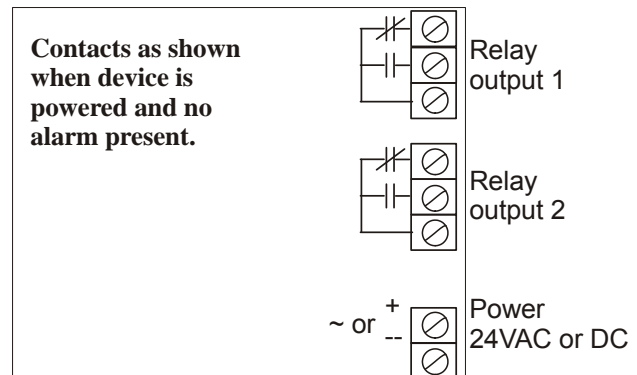 Contacts as shown
when device is
powered and no
alarm present.
Relay
output 1
Relay
output 2
~ or + --
Power
24VAC or DC